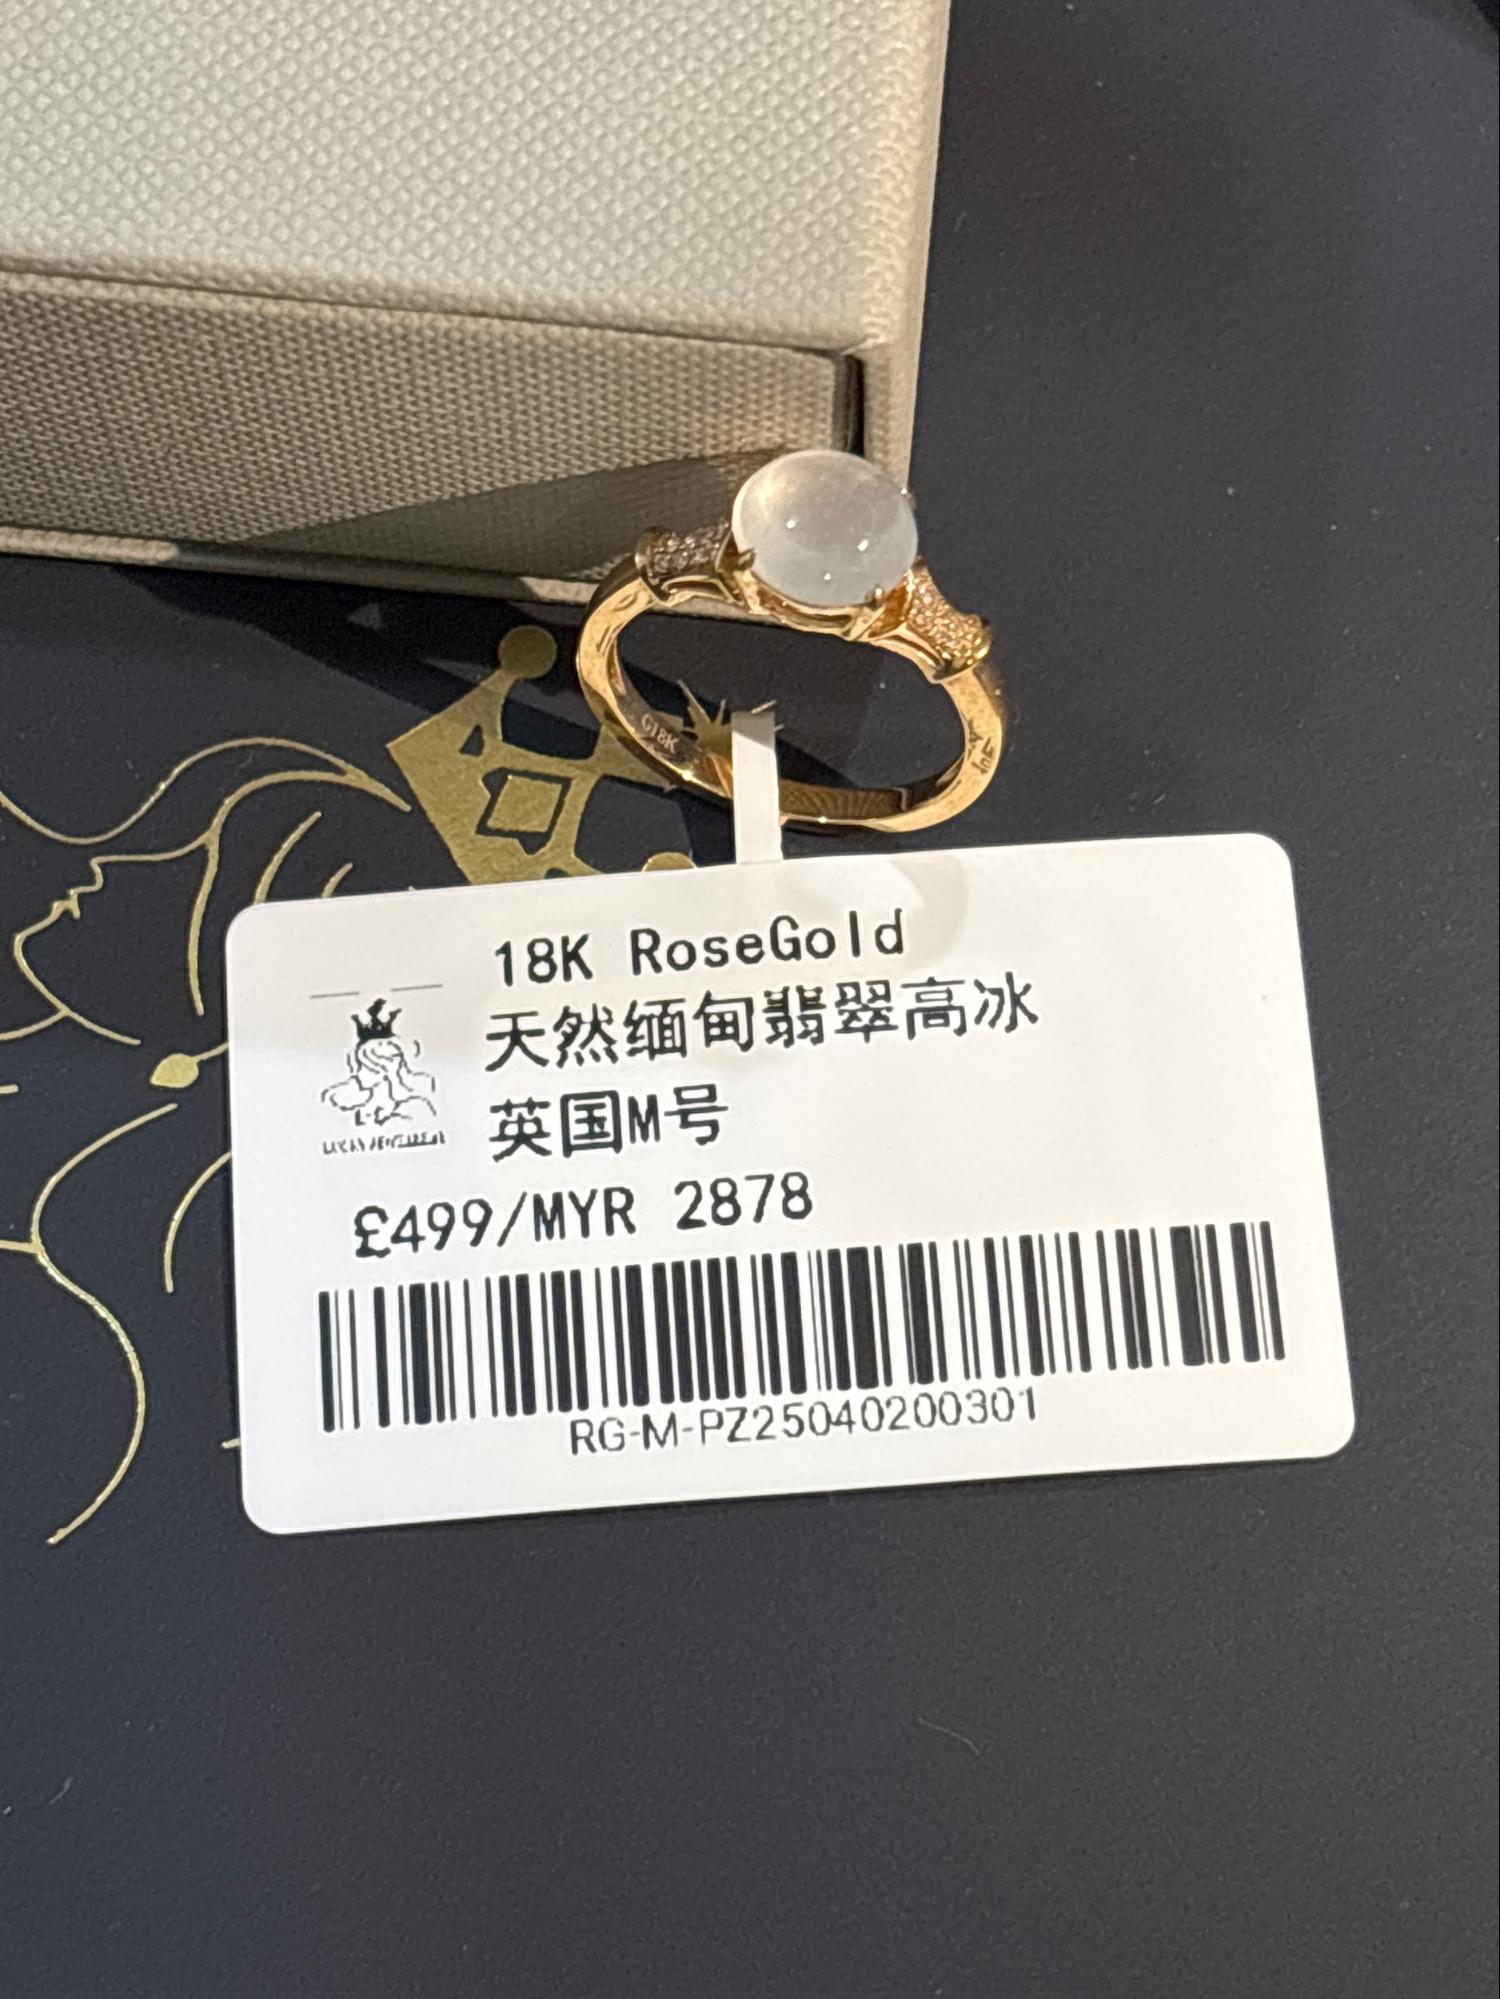 G18K
18K RoseGold
天然缅甸翡翠高冰
英国M号
£499/MYR 2878
RG-M-PZ25040200301